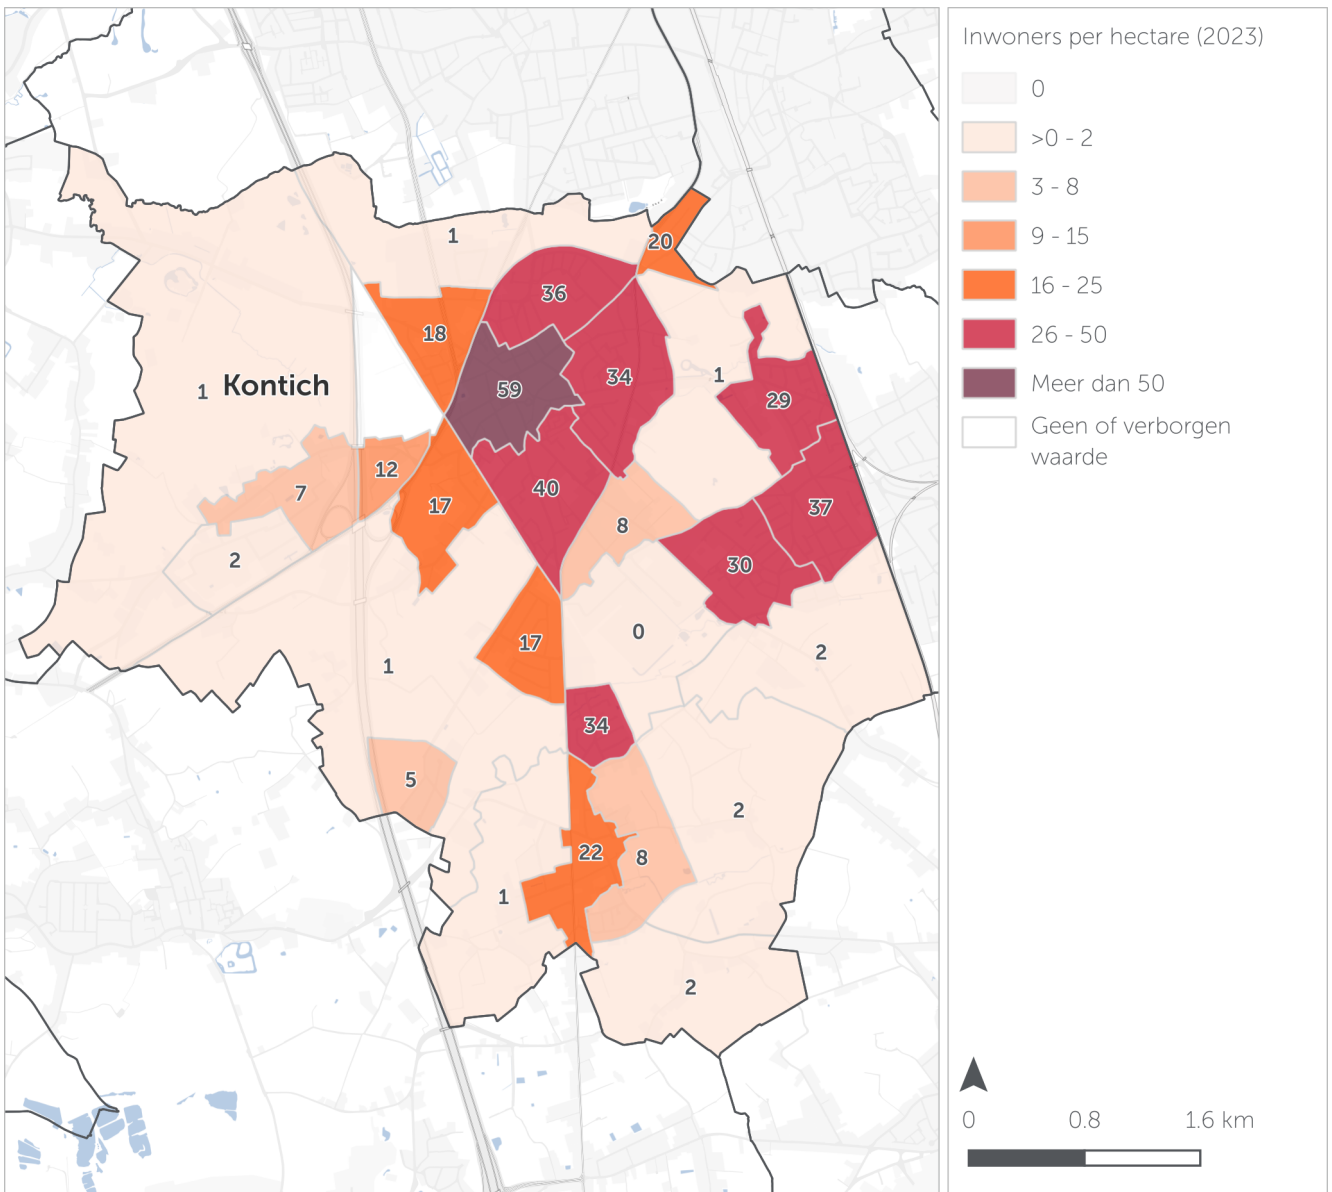 Inwoners per hectare (2023)
0
>0 - 2
3 - 8
9 - 15
16 - 25
26 - 50
Meer dan 50
Geen of verborgen
waarde
0 0.8 1.6 km
1
20
36
18
34
1
59
1 Kontich
29
12
7
40
17
37
8
2
30
0
17
2
1
34
5
2
22
8
1
2